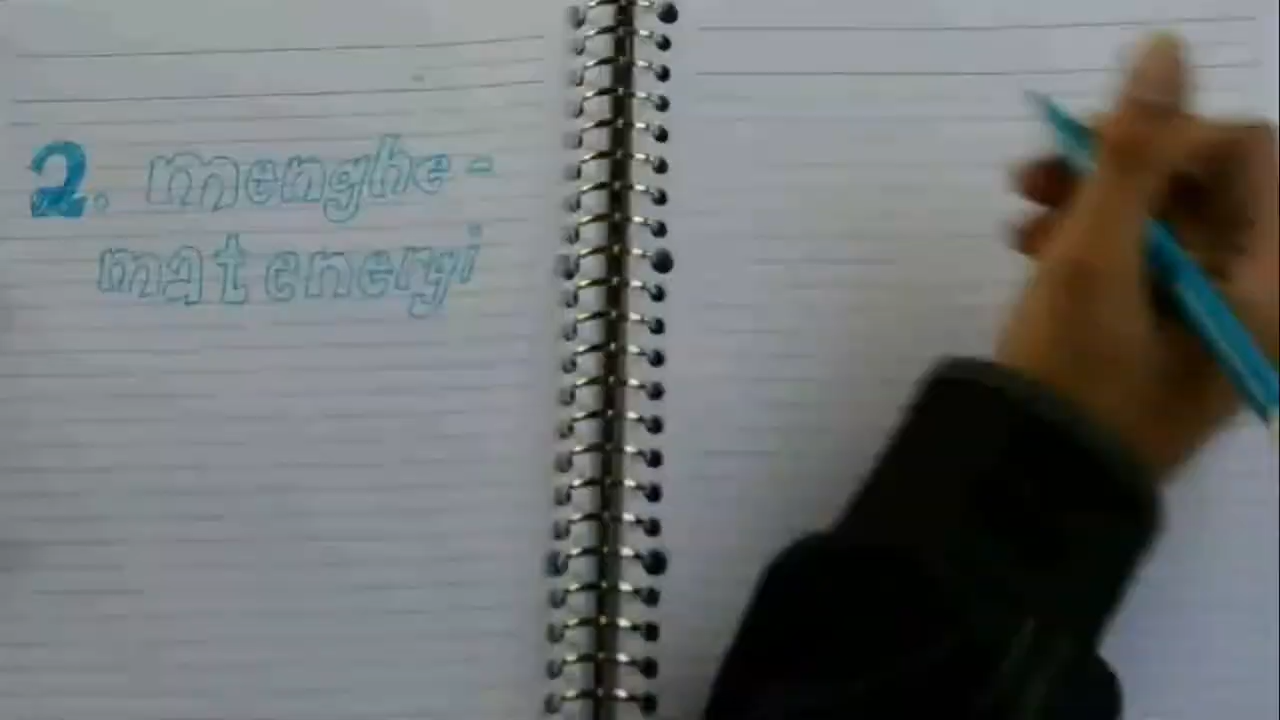 2. menghe-
mat energi